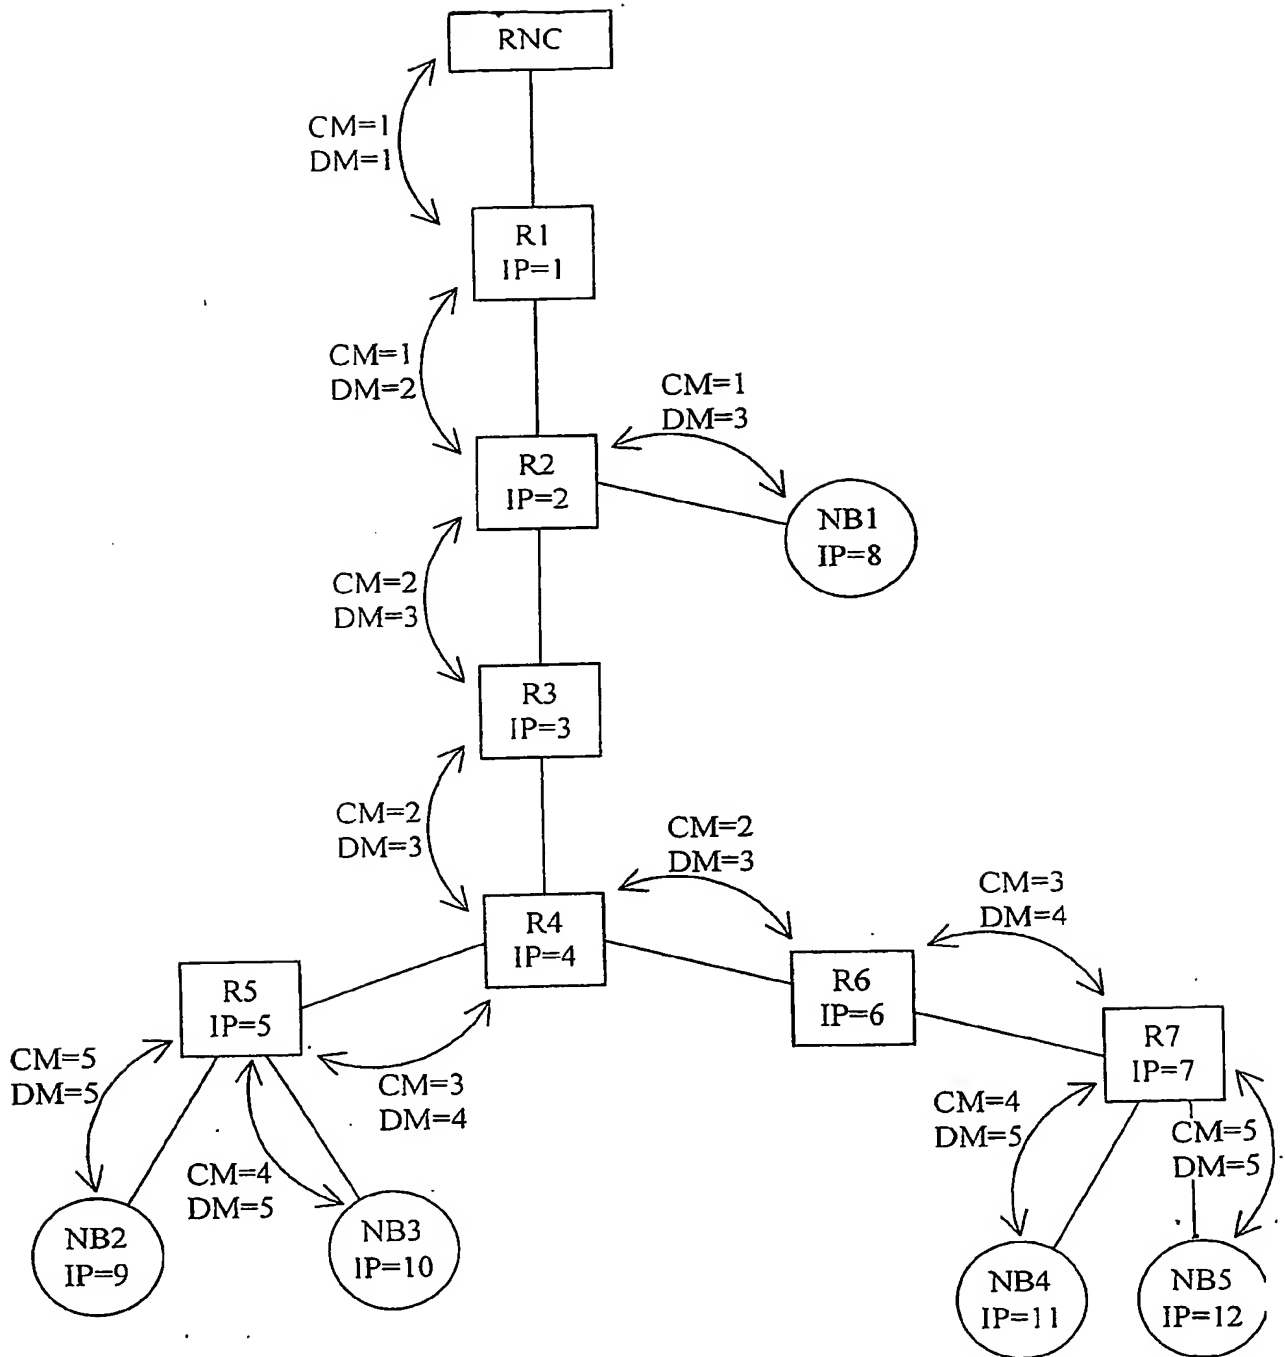 RNC
CM=1
DM=1
R1
IP=1
CM=1
DM=2
CM=1
DM=3
R2
IP=2
NB1
IP=8
CM=2
DM=3
R3
IP=3
CM=2
DM=3
CM=2
DM=3
CM=3
DM=4
R4
IP=4
R5
IP=5
R6
IP=6
R7
IP=7
CM=5
DM=5
CM=3
DM=4
CM=4
DM=5
CM=5
DM=5
CM=4
DM=5
NB2
IP=9
NB3
IP=10
NB4
IP=11
NB5
IP=12